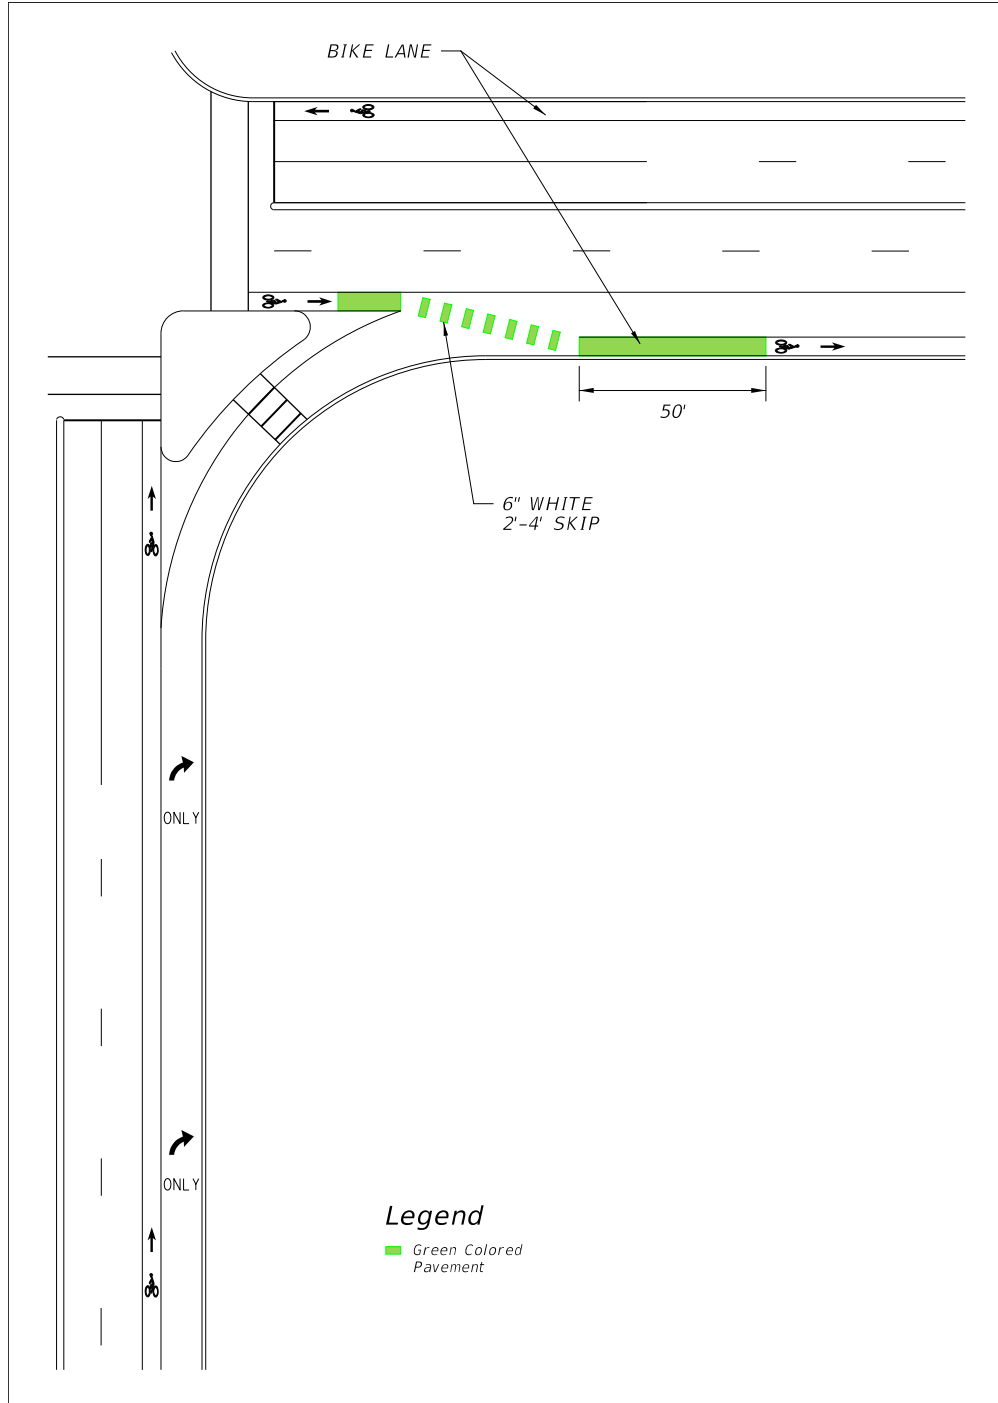 BIKE LANE
50'
6" WHITE
2'-4' SKIP
ONLY
ONLY
Legend
Green Colored
Pavement